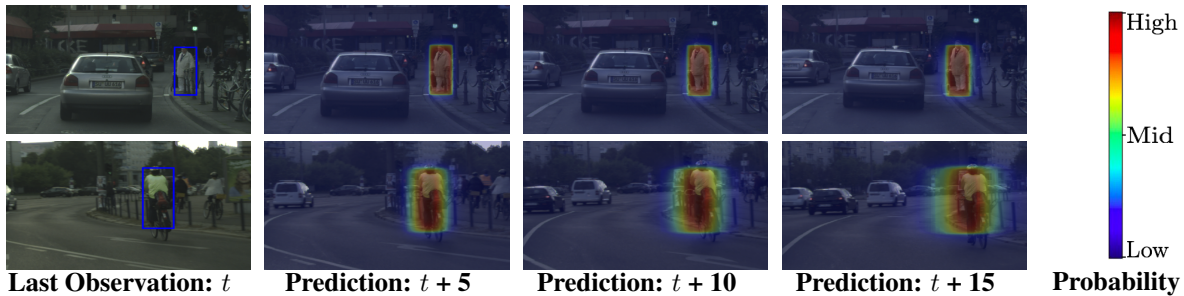 High
Mid
Low
Last Observation: t
Prediction: t + 5
Prediction: t + 10
Prediction: t + 15
Probability